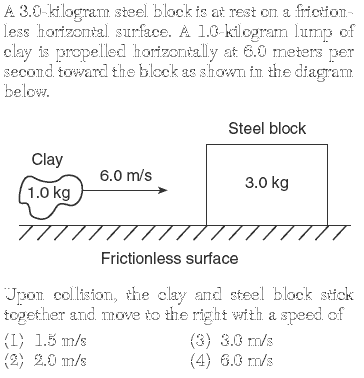 A 3.0-kilogram steel block is at rest on a friction-
less horizontal surface. A 1.0-kilogram lump of
clay is propelled horizontally at 6.0 meters per
second toward the block as shown in the diagram
below.
Steel block
Clay
6.0 m/s
1.0 kg
3.0 kg
Frictionless surface
Upon collision, the clay and steel block stick
together and move to the right with a speed of
(1) 1.5 m/s (3) 3.0 m/s
(2) 2.0 m/s (4) 6.0 m/s